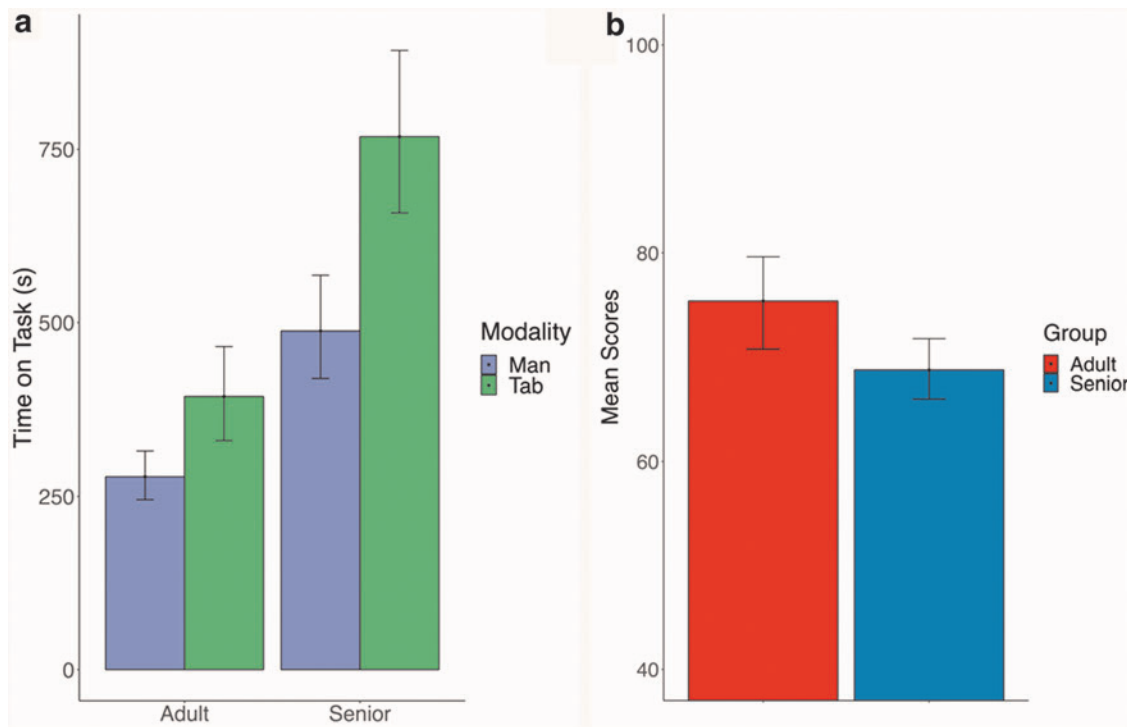 a
Time on Task (s)
750
500
250
0
Adult
Senior
Modality
Man
Tab
b
Mean Scores
100
80
60
40
Group
Adult
Senior